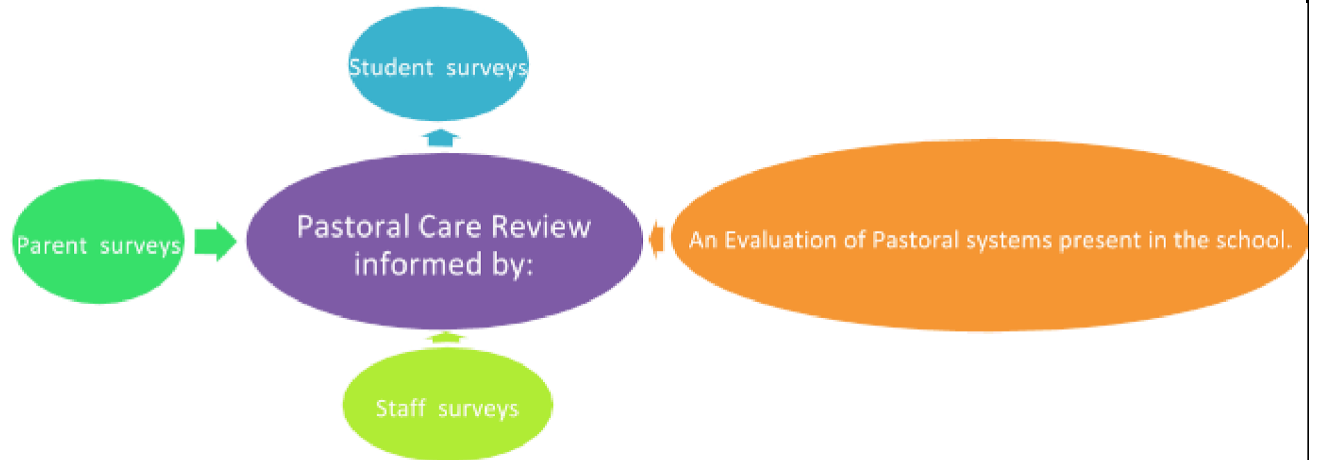 Student surveys
Parent surveys
Pastoral Care Review
informed by:
An Evaluation of Pastoral systems present in the school.
Staff surveys